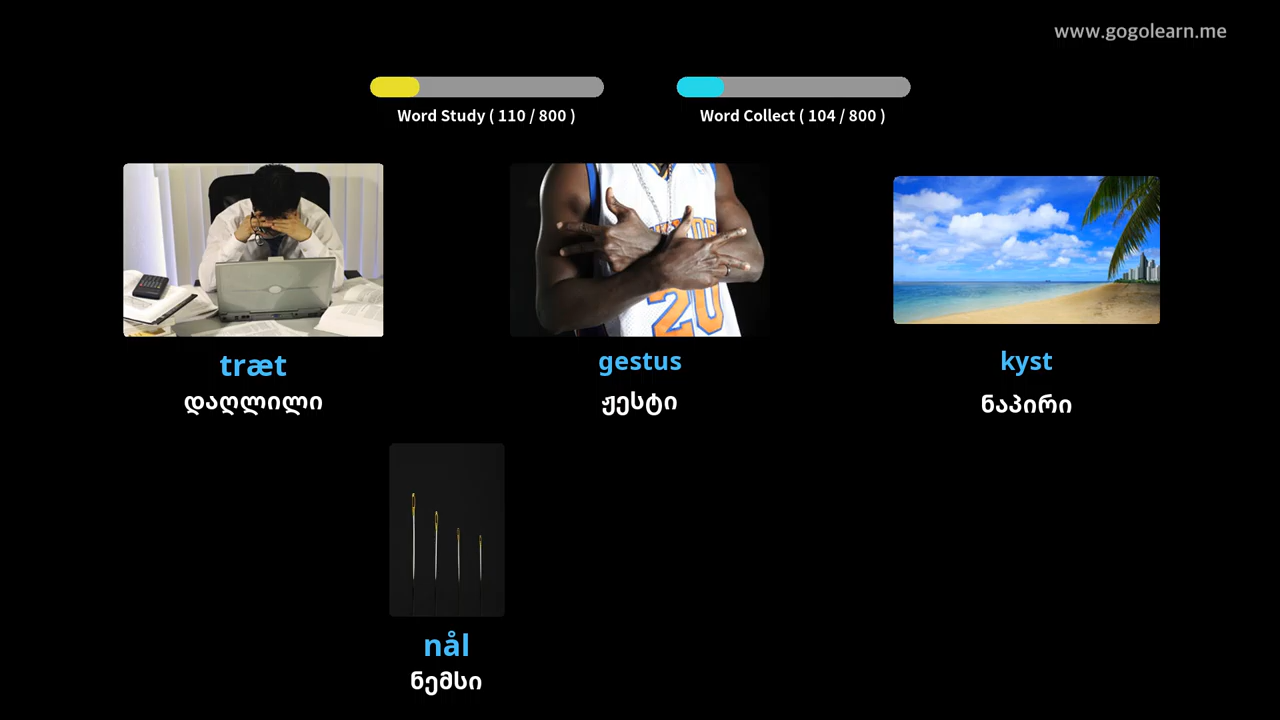 www.gogolearn.me
Word Study ( 110 / 800 )
Word Collect ( 104 / 800 )
træt
დაღლილი
gestus
ჟესტი
kyst
ნაპირი
nål
ნემსი
20